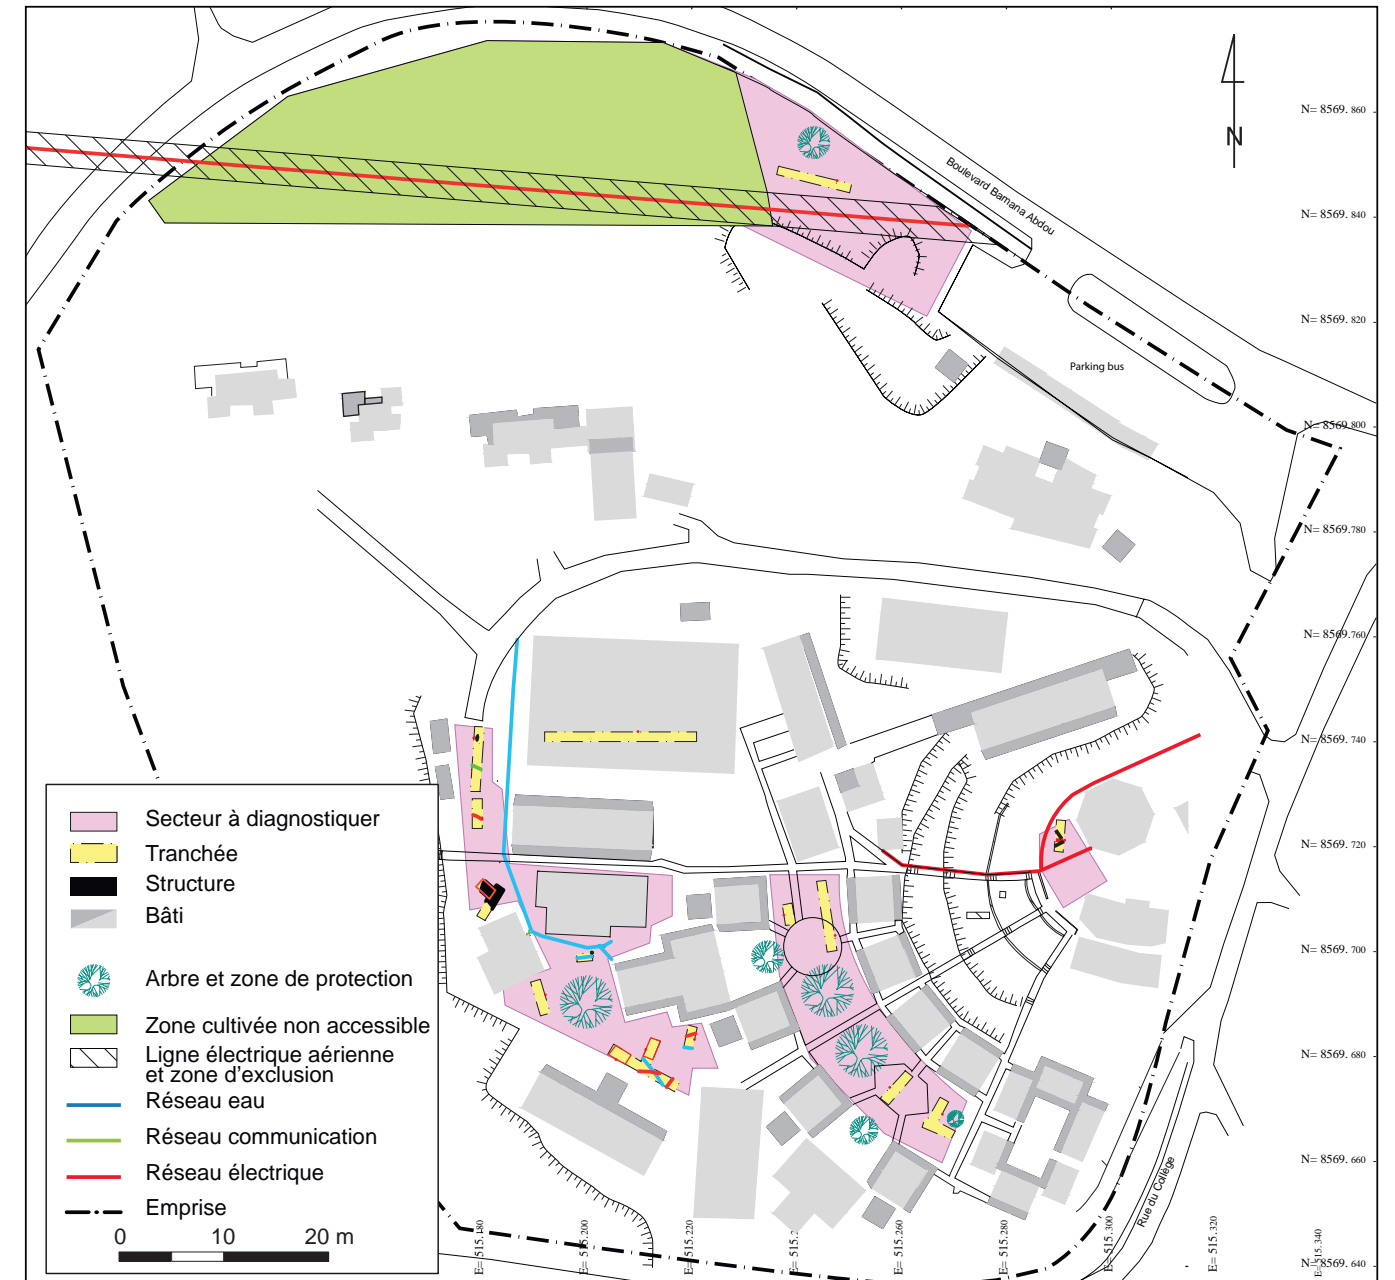 N= 8569. 860
N
Boulevard Bamana Abdou
N= 8569. 840
N= 8569. 820
Parking bus
N= 8569. 800
N= 8569. 780
N= 8569. 760
N= 8569. 740
N= 8569. 720
N= 8569. 700
N= 8569. 680
N= 8569. 660
N= 8569. 640
Secteur à diagnostiquer
Tranchée
Structure
Bâti
Arbre et zone de protection
Zone cultivée non accessible
Ligne électrique aérienne
et zone d'exclusion
Réseau eau
Réseau communication
Réseau électrique
Emprise
0 10 20 m
Rue du Collège
E= 515. 180
E= 515. 200
E= 515. 220
E= 515. 2
E= 515. 260
E= 515. 280
E= 515. 300
E= 515. 320
E= 515. 340